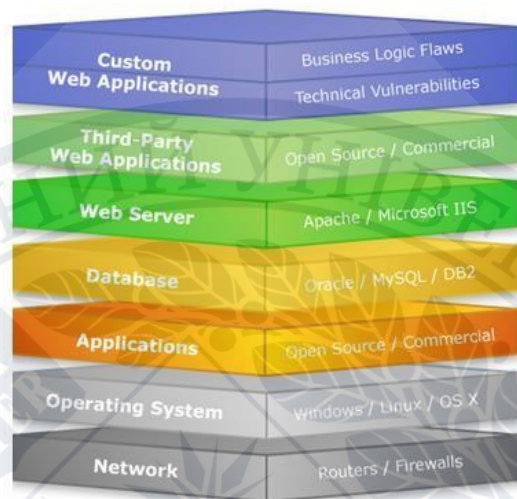 Custom
Web Applications
Business Logic Flaws
Technical Vulnerabilities
Third-Party
Web Applications
Open Source / Commercial
Web Server
Apache / Microsoft IIS
Database
Oracle / MySQL / DB2
Applications
Open Source / Commercial
Operating System
Windows / Linux / OS X
Network
Routers / Firewalls